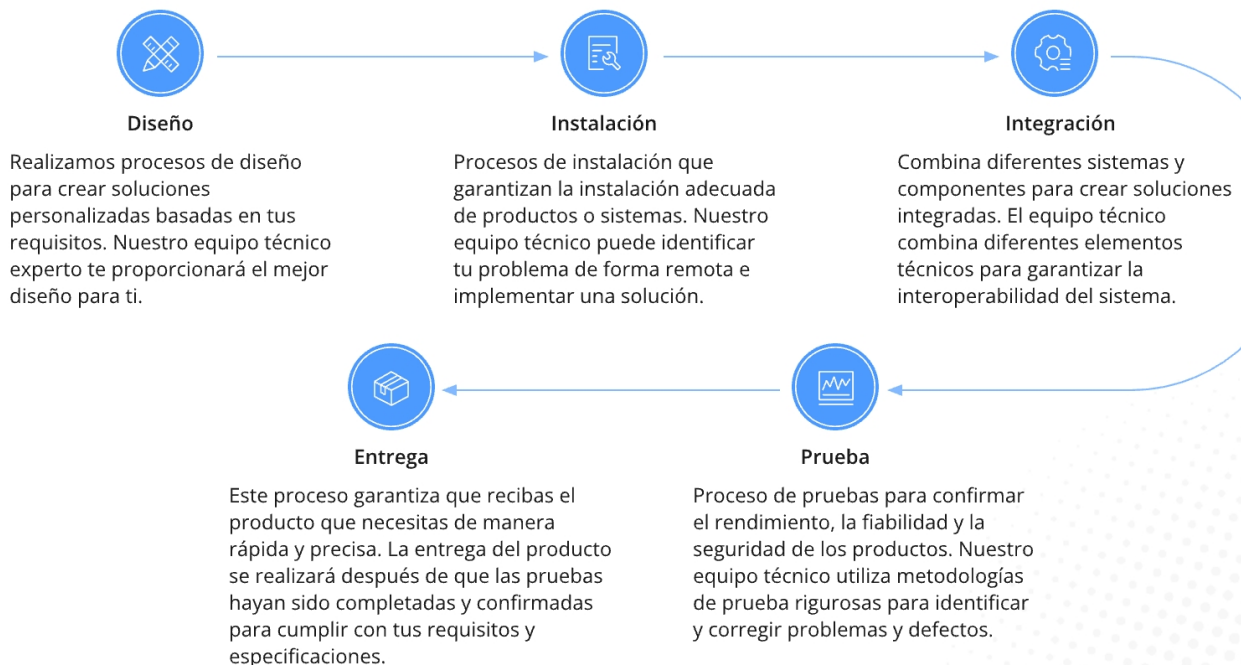 Diseño
Realizamos procesos de diseño
para crear soluciones
personalizadas basadas en tus
requisitos. Nuestro equipo técnico
experto te proporcionará el mejor
diseño para ti.
Instalación
Procesos de instalación que
garantizan la instalación adecuada
de productos o sistemas. Nuestro
equipo técnico puede identificar
tu problema de forma remota e
implementar una solución.
Integración
Combina diferentes sistemas y
componentes para crear soluciones
integradas. El equipo técnico
combina diferentes elementos
técnicos para garantizar la
interoperabilidad del sistema.
Prueba
Proceso de pruebas para confirmar
el rendimiento, la fiabilidad y la
seguridad de los productos. Nuestro
equipo técnico utiliza metodologías
de prueba rigurosas para identificar
y corregir problemas y defectos.
Entrega
Este proceso garantiza que recibas el
producto que necesitas de manera
rápida y precisa. La entrega del producto
se realizará después de que las pruebas
hayan sido completadas y confirmadas
para cumplir con tus requisitos y
especificaciones.